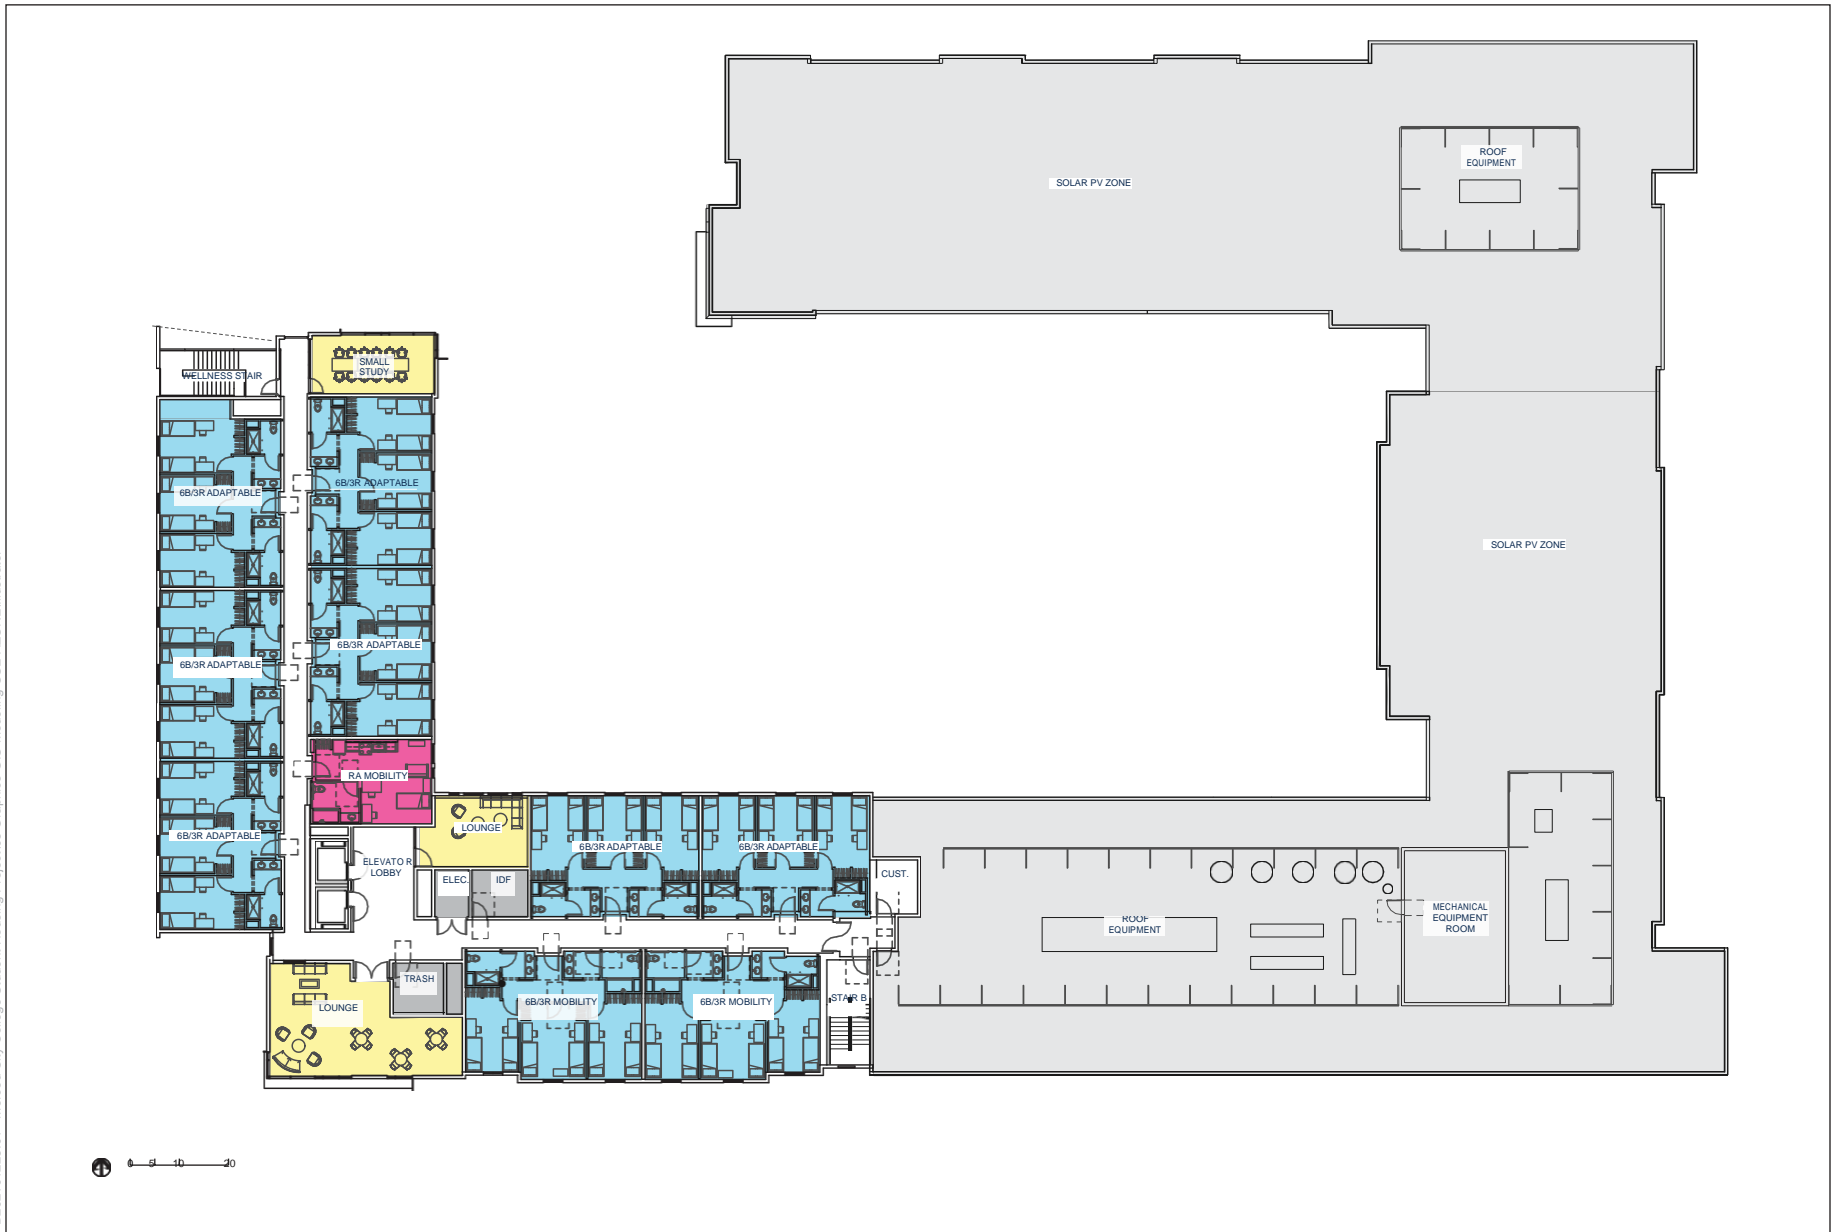 ROOF
EQUIPMENT
SOLAR PV ZONE
SMALL
STUDY
WELLNESS STAIR
6B/3R ADAPTABLE
6B/3R ADAPTABLE
SOLAR PV ZONE
6B/3R ADAPTABLE
6B/3R ADAPTABLE
RA MOBILITY
LOUNGE
6B/3R ADAPTABLE
6B/3R ADAPTABLE
6B/3R ADAPTABLE
ELEVATO R
LOBBY
ELEC.
IDF
CUST.
MECHANICAL
EQUIPMENT
ROOM
ROOF
EQUIPMENT
TRASH
STAIR B
6B/3R MOBILITY
6B/3R MOBILITY
LOUNGE
0 5 10 20